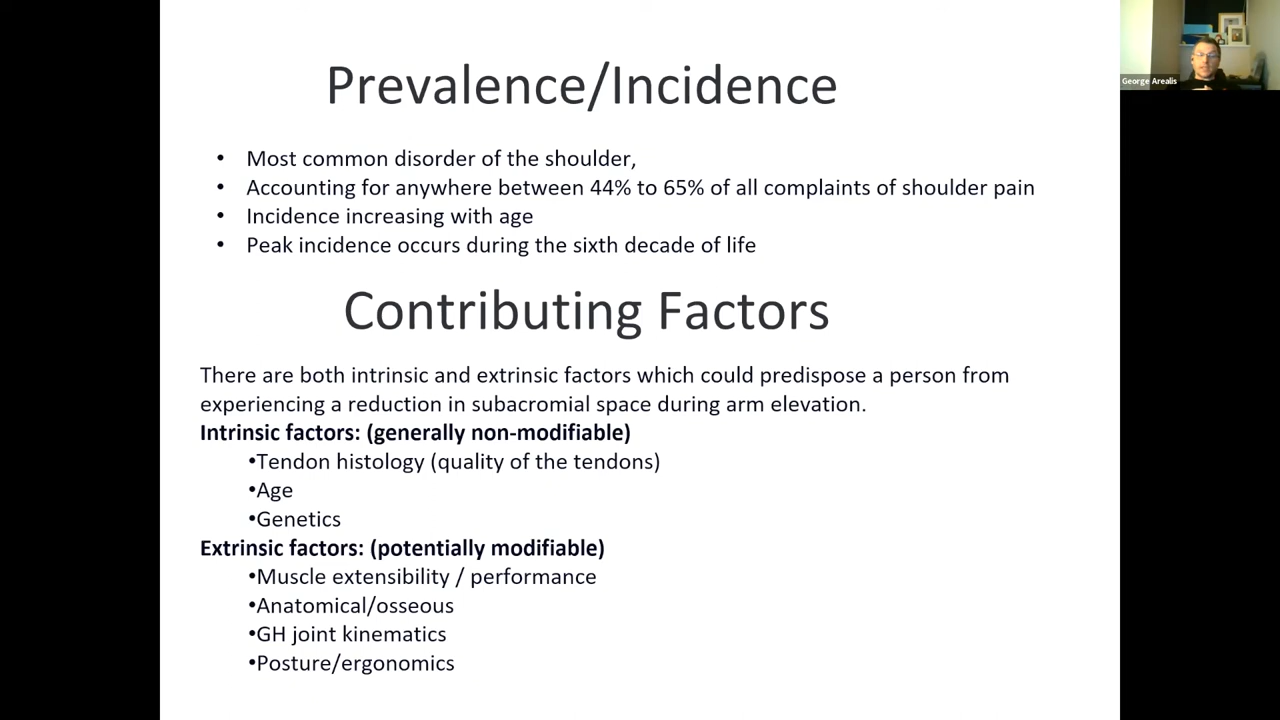 Prevalence/Incidence
• Most common disorder of the shoulder,
• Accounting for anywhere between 44% to 65% of all complaints of shoulder pain
• Incidence increasing with age
• Peak incidence occurs during the sixth decade of life
Contributing Factors
There are both intrinsic and extrinsic factors which could predispose a person from
experiencing a reduction in subacromial space during arm elevation.
Intrinsic factors: (generally non-modifiable)
•Tendon histology (quality of the tendons)
•Age
•Genetics
Extrinsic factors: (potentially modifiable)
•Muscle extensibility / performance
•Anatomical/osseous
•GH joint kinematics
•Posture/ergonomics
George Arealis